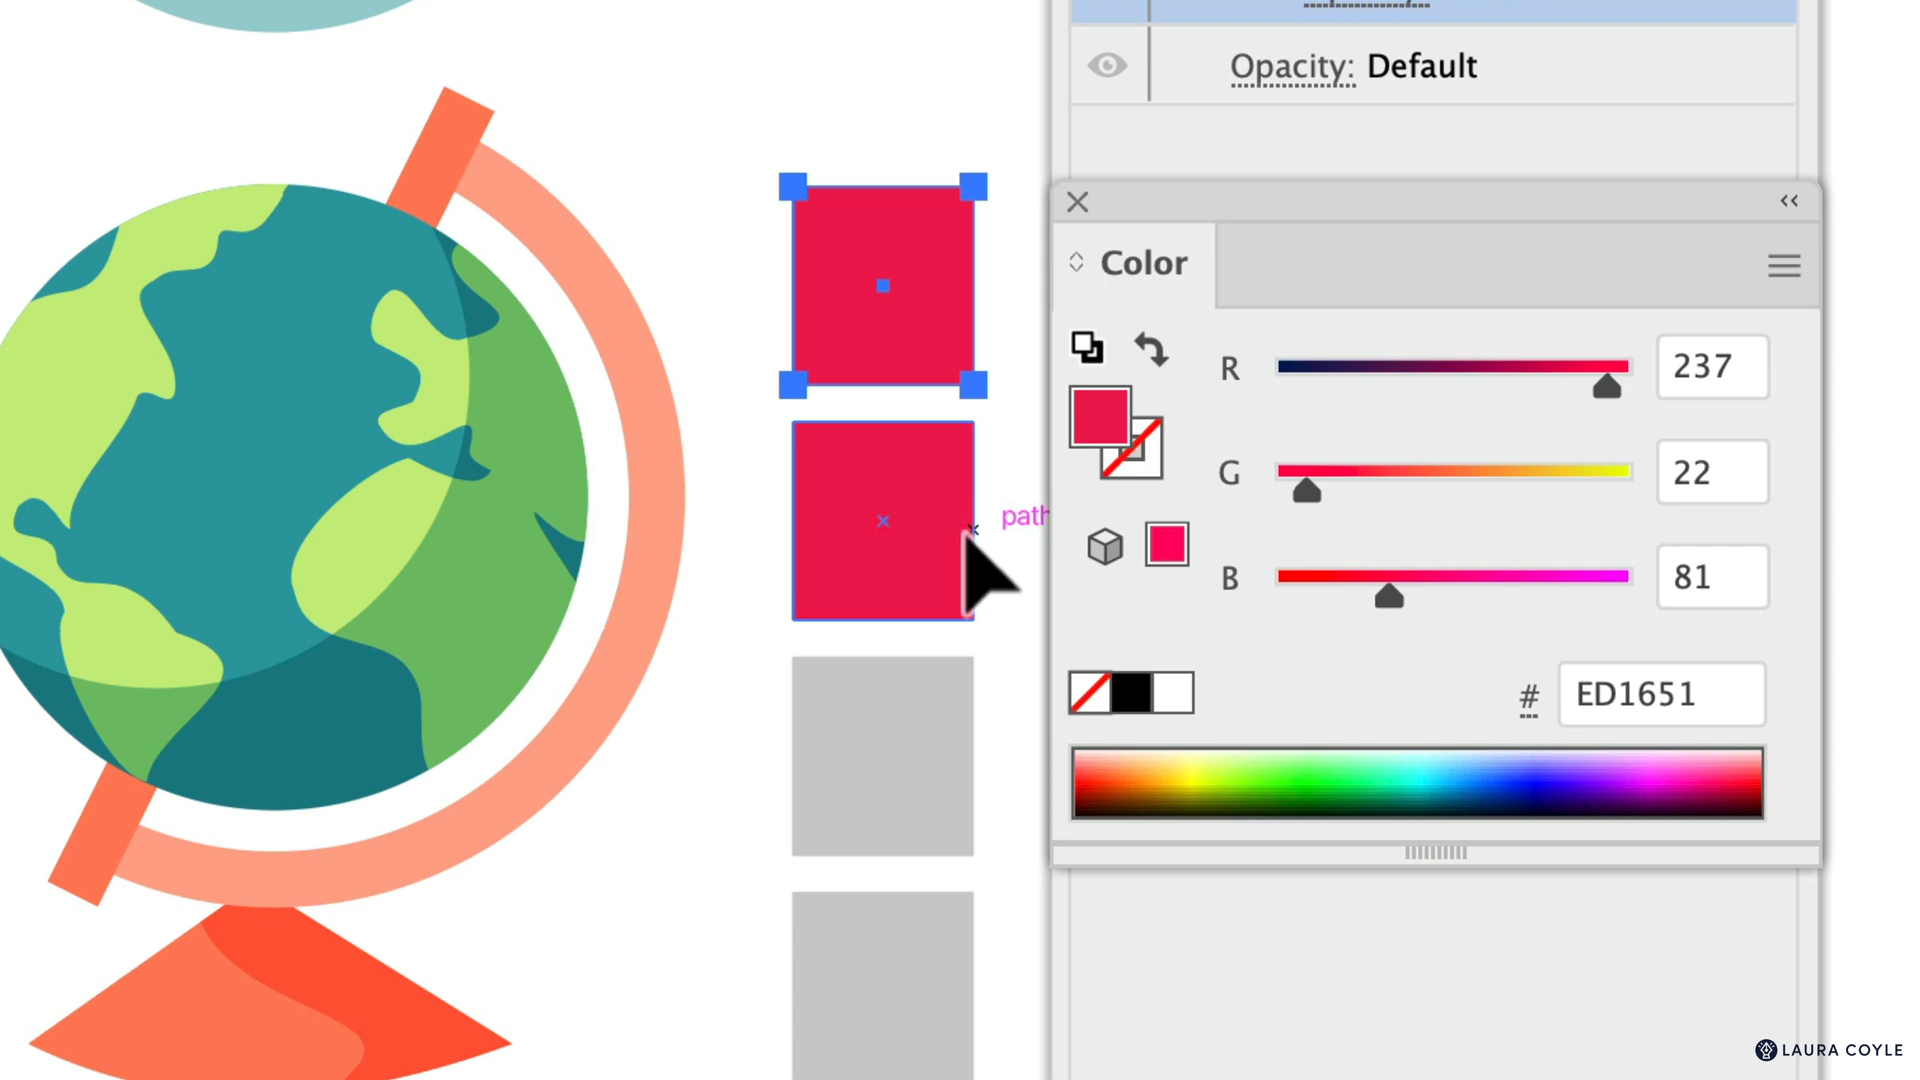 Opacity: Default
Color
R 237
G 22
path
B 81
# ED1651
LAURA COYLE